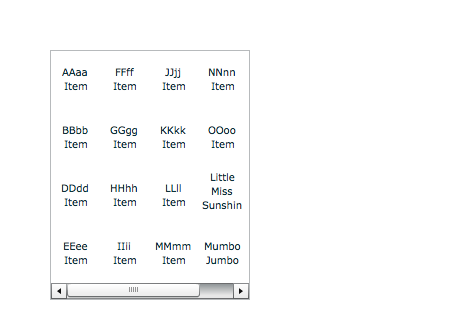 AAaa FFff JJjj NNnn
Item Item Item Item
BBbb GGgg KKkk OOoo
Item Item Item Item
DDdd HHhh LLll Little
Item Item Item Miss
Sunshin
EEee IIii MMmm Mumbo
Item Item Item Jumbo